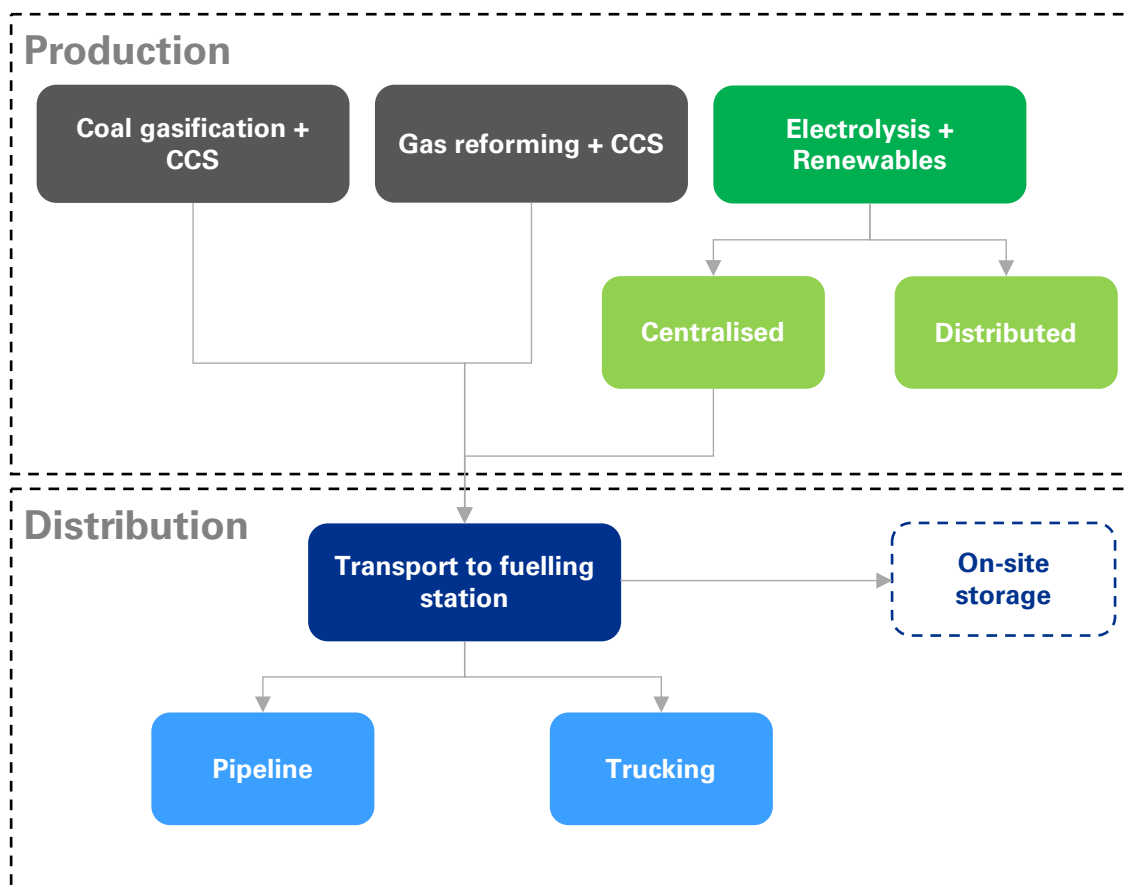 Production
Coal gasification +
CCS
Gas reforming + CCS
Electrolysis +
Renewables
Centralised
Distributed
Distribution
Transport to fuelling
station
On-site
storage
Pipeline
Trucking